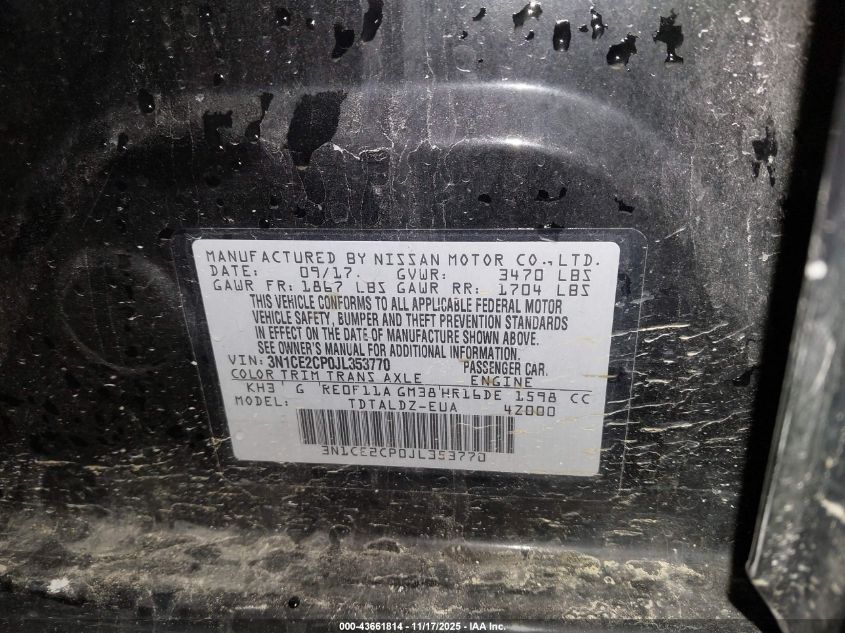 MANUFACTURED BY NISSAN MOTOR CO.,LTD.
DATE: 09/17. GVWR: 3470 LBS
GAWR FR: 1867 LBS GAWR RR: 1704 LBS
THIS VEHICLE CONFORMS TO ALL APPLICABLE FEDERAL MOTOR
VEHICLE SAFETY, BUMPER AND THEFT PREVENTION STANDARDS
IN EFFECT ON THE DATE OF MANUFACTURE SHOWN ABOVE.
SEE OWNER'S MANUAL FOR ADDITIONAL INFORMATION.
VIN: 3N1CE2CP0JL353770 PASSENGER CAR.
COLOR TRIM TRANS AXLE ENGINE
KH3' G RE0F11A GM38'HR16DE 1598 CC
MODEL: TDTALDZ-EUA 4Z000
3N1CE2CP0JL353770
000-43661814 - 11/17/2025 - IAA Inc.